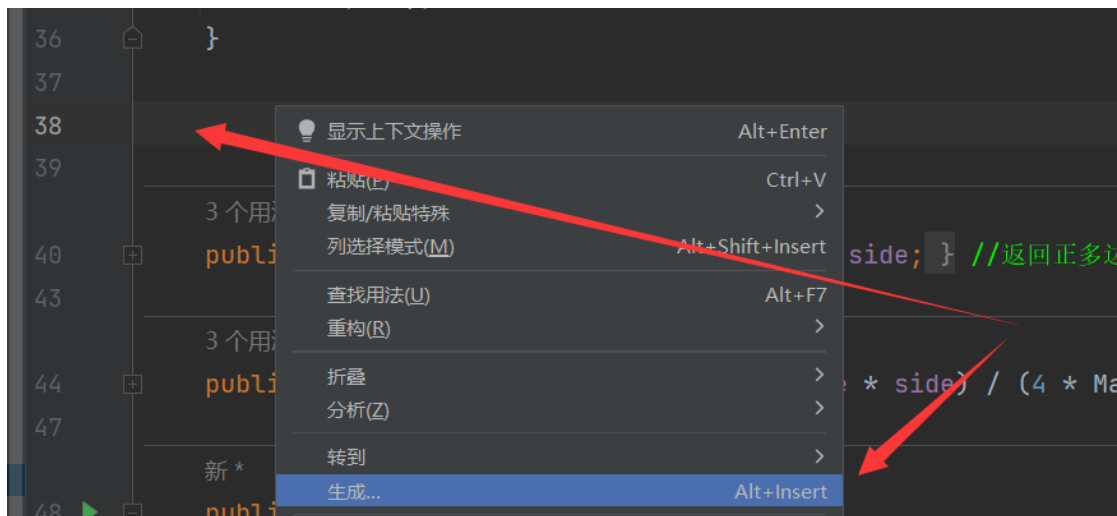 36 }
37
38
显示上下文操作 Alt+Enter
39
粘贴(P) Ctrl+V
3 个用
复制/粘贴特殊
列选择模式(M) Alt+Shift+Insert
40 publi side; } //返回正多
43
查找用法(U) Alt+F7
重构(R)
3 个用
折叠
44 publi * side) / (4 * Ma
分析(Z)
47
转到
新 *
生成... Alt+Insert
48 publi